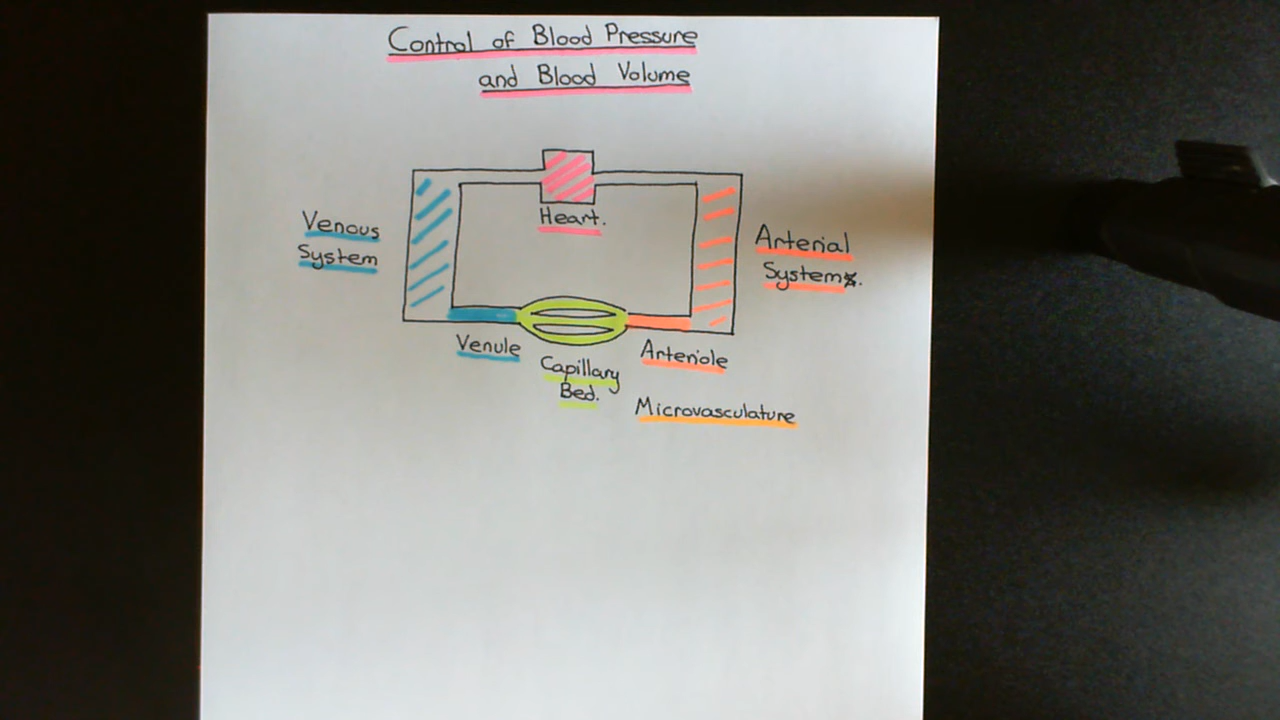 Control of Blood Pressure
and Blood Volume
Heart.
Venous
System
Arterial
System.
Venule
Capillary
Bed.
Arteriole
Microvasculature